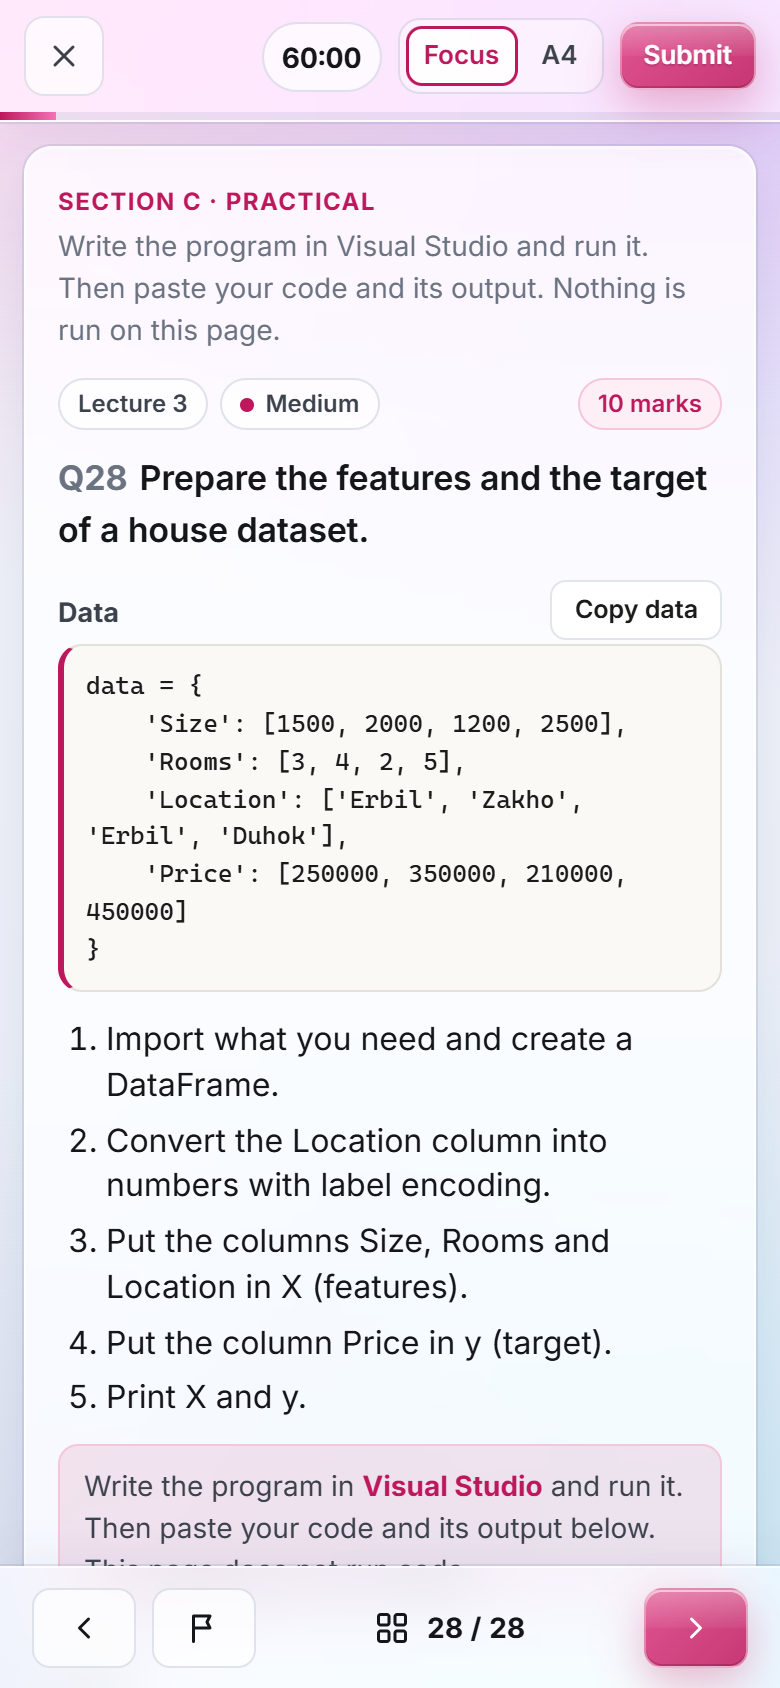 60:00
Focus
A4
Submit
SECTION C · PRACTICAL
Write the program in Visual Studio and run it.
Then paste your code and its output. Nothing is
run on this page.
Lecture 3
Medium
10 marks
Q28 Prepare the features and the target
of a house dataset.
Data
Copy data
data = {
    'Size': [1500, 2000, 1200, 2500],
    'Rooms': [3, 4, 2, 5],
    'Location': ['Erbil', 'Zakho',
'Erbil', 'Duhok'],
    'Price': [250000, 350000, 210000,
450000]
}
1. Import what you need and create a
DataFrame.
2. Convert the Location column into
numbers with label encoding.
3. Put the columns Size, Rooms and
Location in X (features).
4. Put the column Price in y (target).
5. Print X and y.
Write the program in Visual Studio and run it.
Then paste your code and its output below.
This page does not run code.
28 / 28